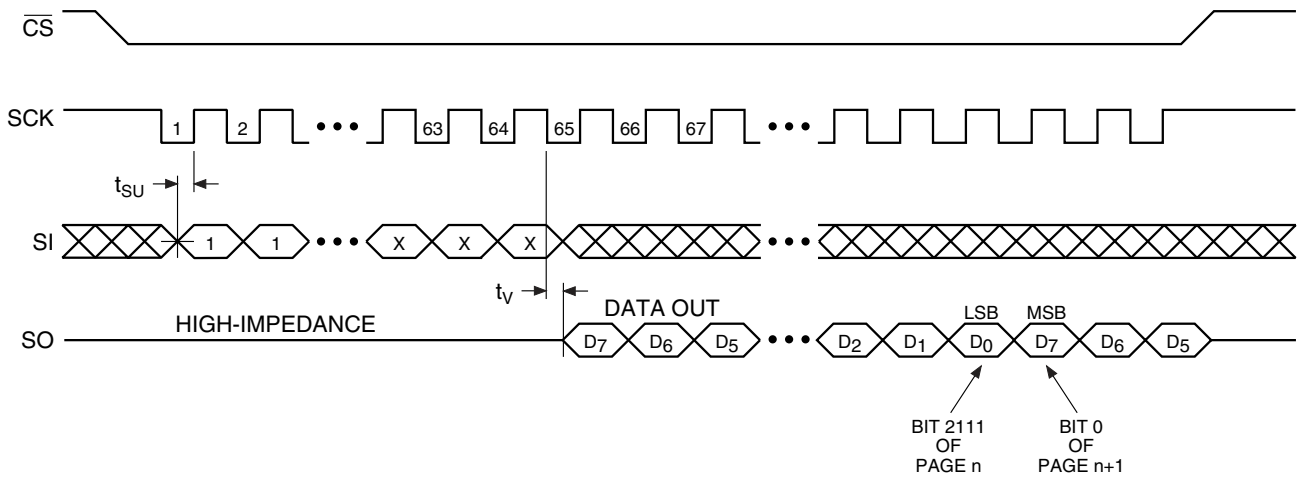 CS
SCK
1 2 ••• 63 64 65 66 67 •••
tSU
SI
1 1 ••• X X X •••
tV
HIGH-IMPEDANCE
DATA OUT
LSB MSB
SO
D7 D6 D5 ••• D2 D1 D0 D7 D6 D5
BIT 2111
OF
PAGE n
BIT 0
OF
PAGE n+1